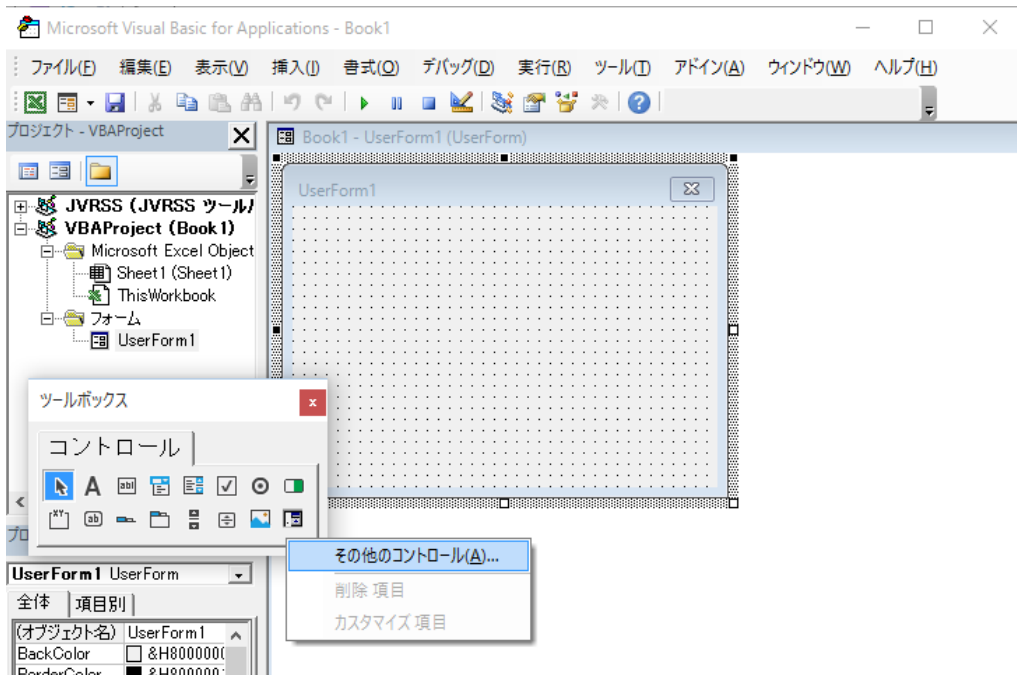 Microsoft Visual Basic for Applications - Book1
ファイル(F) 編集(E) 表示(V) 挿入(I) 書式(O) デバッグ(D) 実行(R) ツール(T) アドイン(A) ウィンドウ(W) ヘルプ(H)
プロジェクト - VBAProject
Book1 - UserForm1 (UserForm)
UserForm1
JVRSS (JVRSS ツール
VBAProject (Book1)
Microsoft Excel Object
Sheet1 (Sheet1)
ThisWorkbook
フォーム
UserForm1
ツールボックス
コントロール
A
abl
XY
ab
プロ
その他のコントロール(A)...
削除 項目
カスタマイズ 項目
UserForm1 UserForm
全体 項目別
(オブジェクト名) UserForm1
BackColor &H8000000
BorderColor